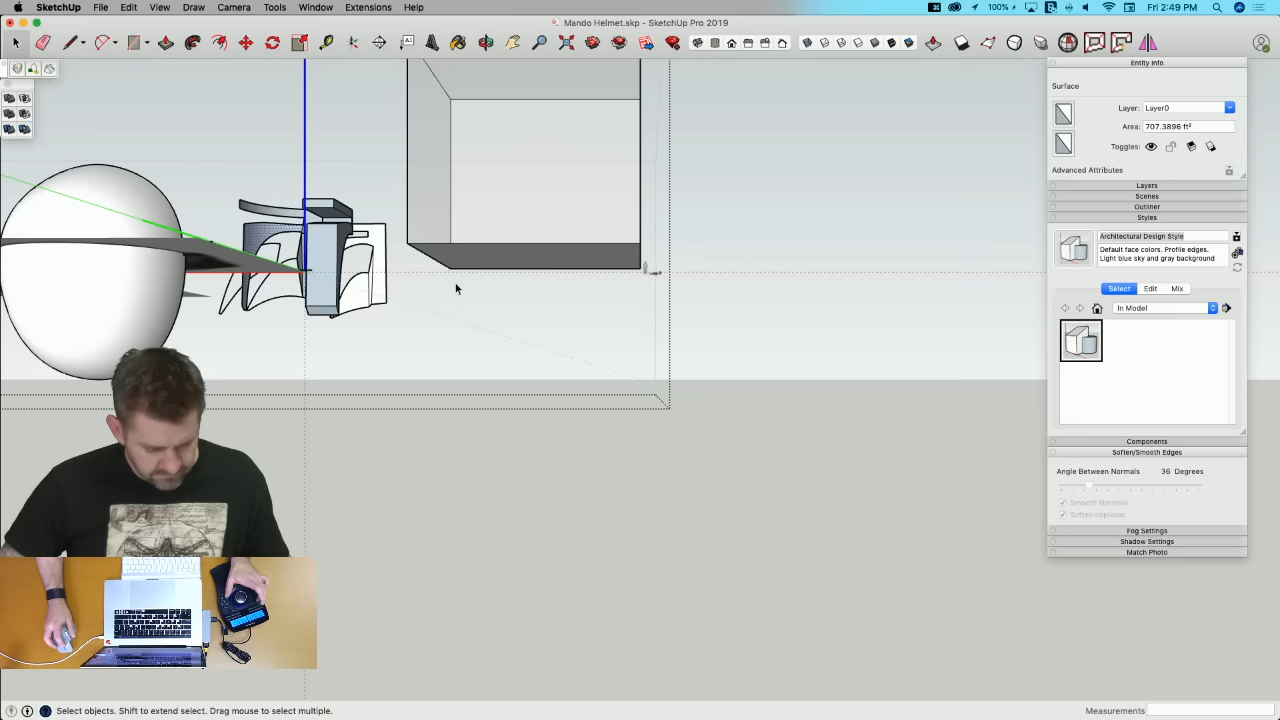 SketchUp File Edit View Draw Camera Tools Window Extensions Help
100% Fri 2:49 PM
Mando Helmet.skp - SketchUp Pro 2019
Entity Info
Surface
Layer: Layer0
Area: 707.3896 ft²
Toggles:
Advanced Attributes
Layers
Scenes
Outliner
Styles
Architectural Design Style
Default face colors. Profile edges. Light blue sky and gray background
Select Edit Mix
In Model
Components
Soften/Smooth Edges
Angle Between Normals 36 Degrees
Smooth Normals
Soften coplanar
Fog Settings
Shadow Settings
Match Photo
Select objects. Shift to extend select. Drag mouse to select multiple.
Measurements